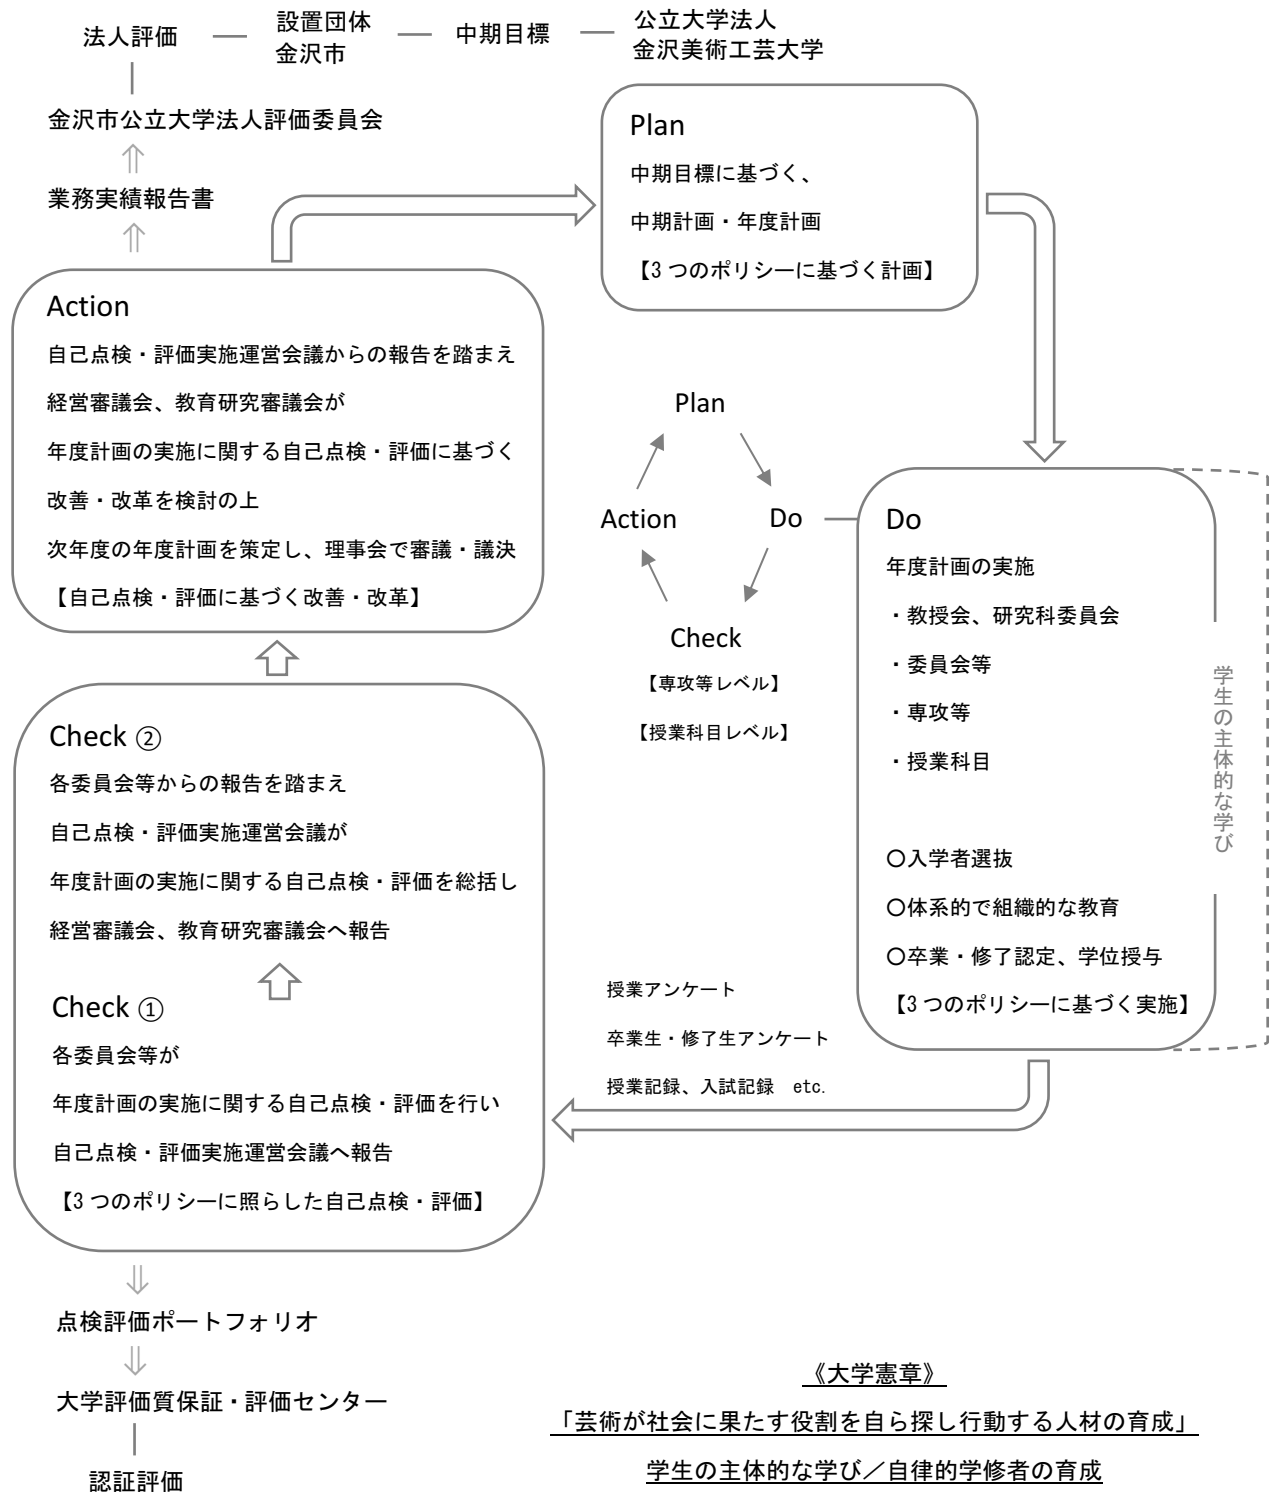 法人評価
設置団体
金沢市
中期目標
公立大学法人
金沢美術工芸大学
金沢市公立大学法人評価委員会
業務実績報告書
Plan
中期目標に基づく、
中期計画・年度計画
【3つのポリシーに基づく計画】
Action
自己点検・評価実施運営会議からの報告を踏まえ
経営審議会、教育研究審議会が
年度計画の実施に関する自己点検・評価に基づく
改善・改革を検討の上
次年度の年度計画を策定し、理事会で審議・議決
【自己点検・評価に基づく改善・改革】
Plan
Action
Do
Check
【専攻等レベル】
【授業科目レベル】
Do
年度計画の実施
・教授会、研究科委員会
・委員会等
・専攻等
・授業科目
〇入学者選抜
〇体系的で組織的な教育
〇卒業・修了認定、学位授与
【3つのポリシーに基づく実施】
学生の主体的な学び
Check ②
各委員会等からの報告を踏まえ
自己点検・評価実施運営会議が
年度計画の実施に関する自己点検・評価を総括し
経営審議会、教育研究審議会へ報告
Check ①
各委員会等が
年度計画の実施に関する自己点検・評価を行い
自己点検・評価実施運営会議へ報告
【3つのポリシーに照らした自己点検・評価】
授業アンケート
卒業生・修了生アンケート
授業記録、入試記録 etc.
点検評価ポートフォリオ
大学評価質保証・評価センター
認証評価
《大学憲章》
「芸術が社会に果たす役割を自ら探し行動する人材の育成」
学生の主体的な学び／自律的学修者の育成